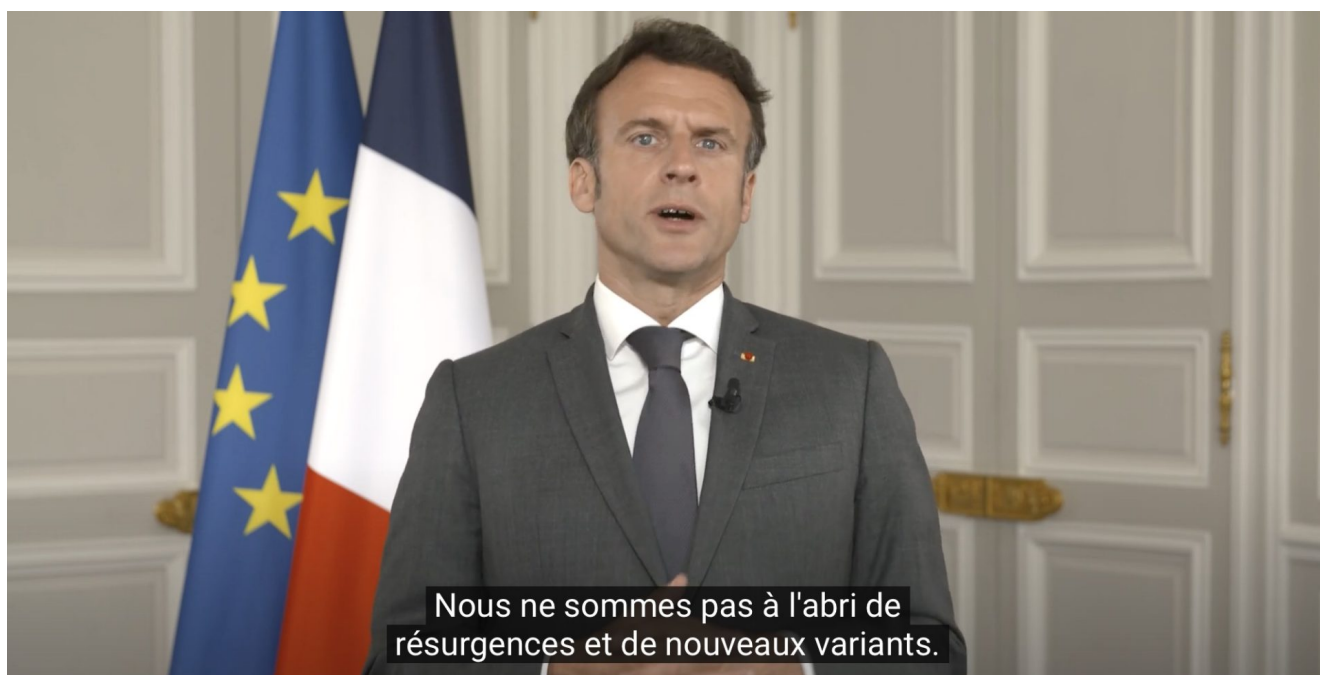 Nous ne sommes pas à l'abri de
résurgences et de nouveaux variants.